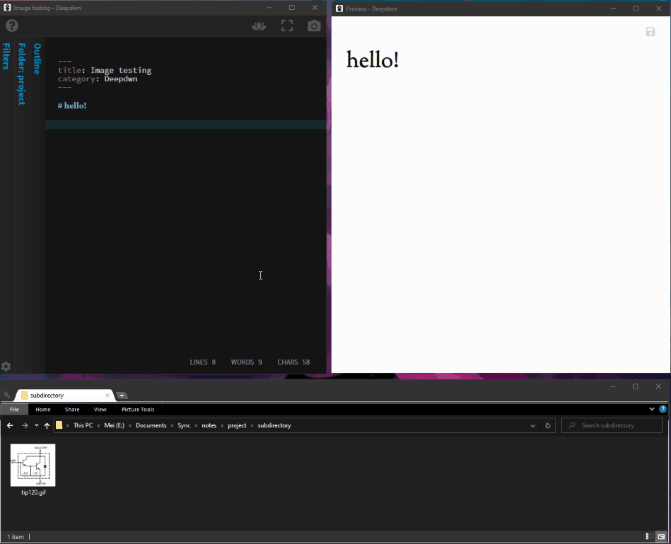 Image testing – Deepdwn
Preview - Deepdwn
Filters
Folder: project
Outline
---
title: Image testing
category: Deepdwn
---
# hello!
LINES 8 WORDS 9 CHARS 58
hello!
subdirectory
File Home Share View Picture Tools
This PC › Mei (E:) › Documents › Sync › notes › project › subdirectory
Search subdirectory
tip120.gif
1 item